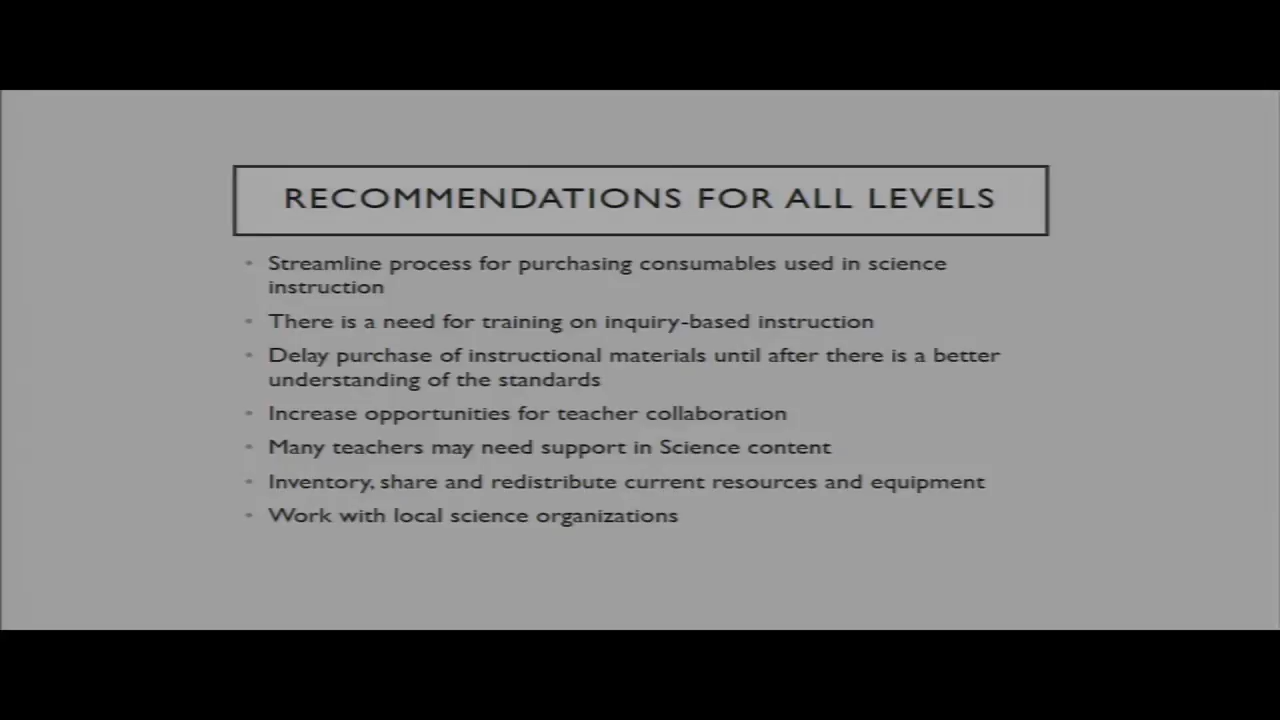 RECOMMENDATIONS FOR ALL LEVELS
• Streamline process for purchasing consumables used in science
instruction
• There is a need for training on inquiry-based instruction
• Delay purchase of instructional materials until after there is a better
understanding of the standards
• Increase opportunities for teacher collaboration
• Many teachers may need support in Science content
• Inventory, share and redistribute current resources and equipment
• Work with local science organizations